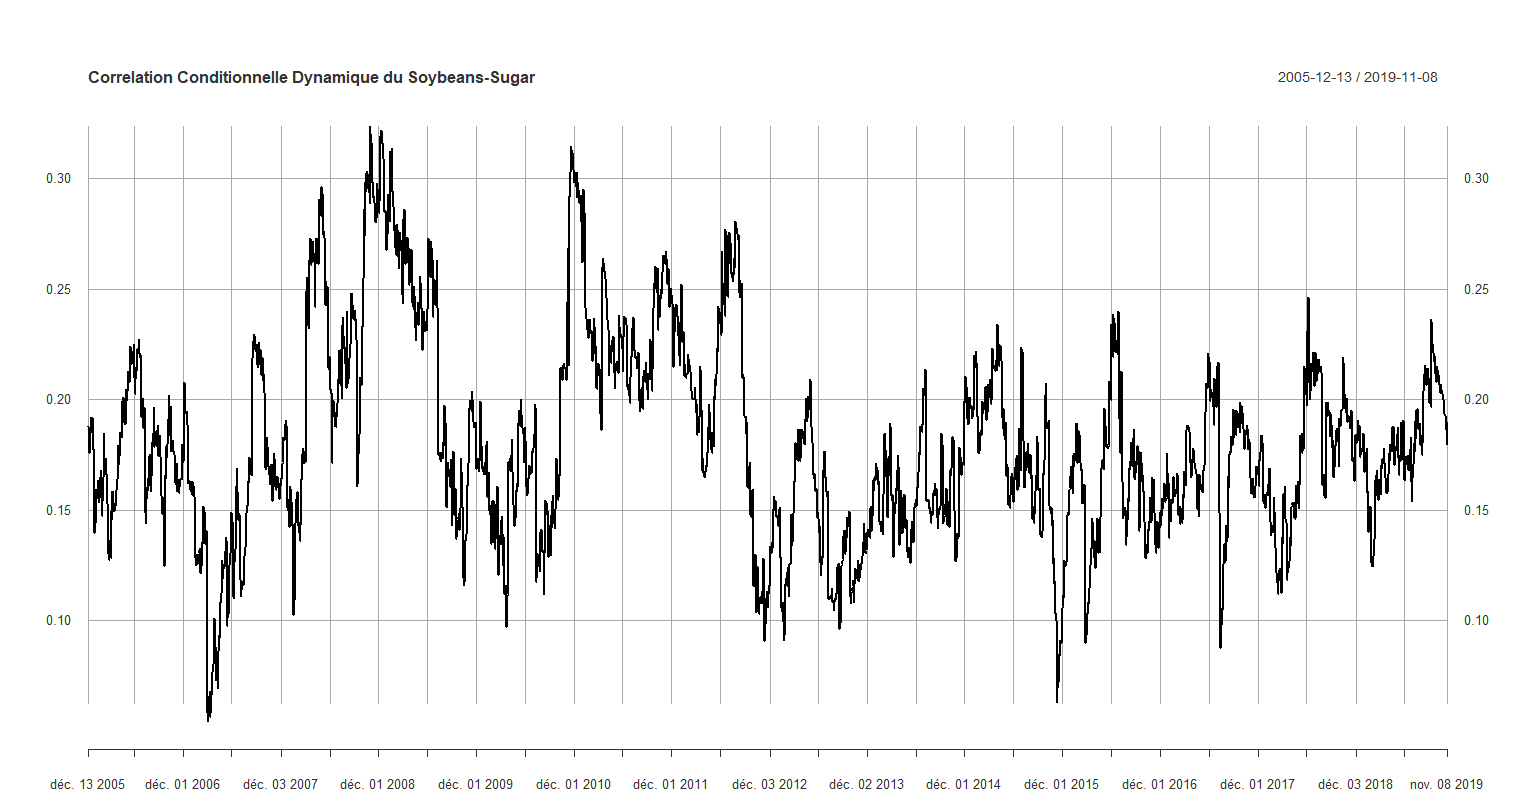 Correlation Conditionnelle Dynamique du Soybeans-Sugar
2005-12-13 / 2019-11-08
0.30 0.30
0.25 0.25
0.20 0.20
0.15 0.15
0.10 0.10
déc. 13 2005 déc. 01 2006 déc. 03 2007 déc. 01 2008 déc. 01 2009 déc. 01 2010 déc. 01 2011 déc. 03 2012 déc. 02 2013 déc. 01 2014 déc. 01 2015 déc. 01 2016 déc. 01 2017 déc. 03 2018 nov. 08 2019